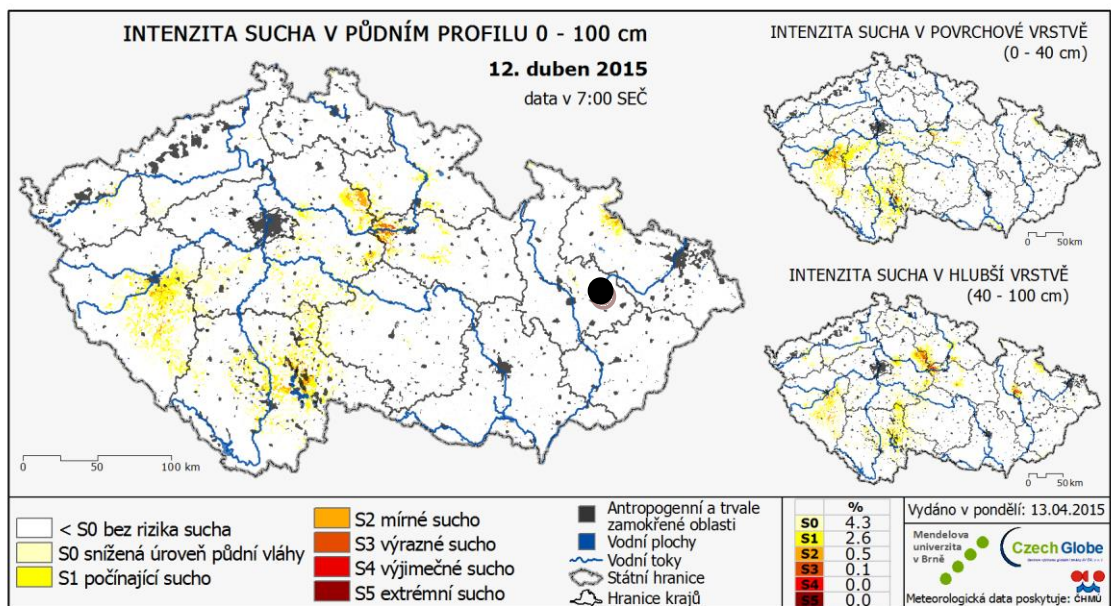 INTENZITA SUCHA V PŮDNÍM PROFILU 0 - 100 cm
12. duben 2015
data v 7:00 SEČ
0 50 100 km
INTENZITA SUCHA V POVRCHOVÉ VRSTVĚ
(0 - 40 cm)
0 50km
INTENZITA SUCHA V HLUBŠÍ VRSTVĚ
(40 - 100 cm)
0 50km
< S0 bez rizika sucha
S0 snížená úroveň půdní vláhy
S1 počínající sucho
S2 mírné sucho
S3 výrazné sucho
S4 výjimečné sucho
S5 extrémní sucho
Antropogenní a trvale
zamokřené oblasti
Vodní plochy
Vodní toky
Státní hranice
Hranice krajů
%
S0 4.3
S1 2.6
S2 0.5
S3 0.1
S4 0.0
S5 0.0
Vydáno v pondělí: 13.04.2015
Mendelova
univerzita
v Brně
CzechGlobe
Meteorologická data poskytuje: ČHMÚ